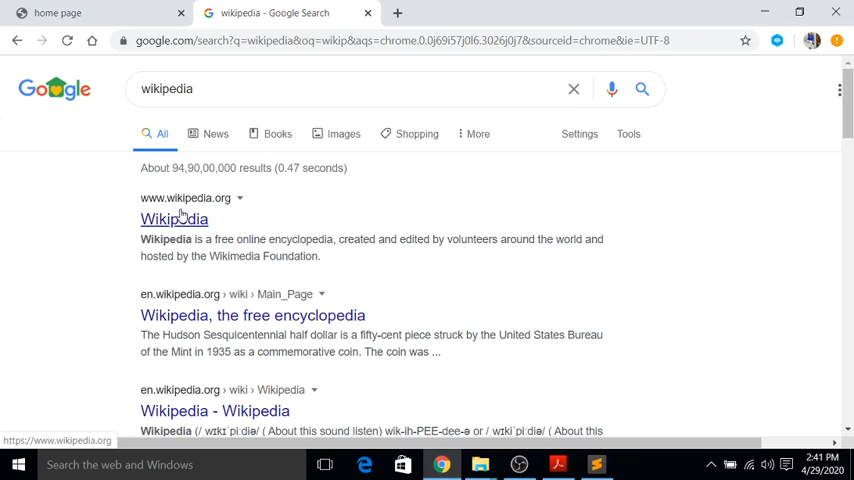 home page
wikipedia - Google Search
google.com/search?q=wikipedia&oq=wikip&aqs=chrome.0.0j69i57j0l6.3026j0j7&sourceid=chrome&ie=UTF-8
Google
wikipedia
All
News
Books
Images
Shopping
More
Settings
Tools
About 94,90,00,000 results (0.47 seconds)
www.wikipedia.org
Wikipedia
Wikipedia is a free online encyclopedia, created and edited by volunteers around the world and
hosted by the Wikimedia Foundation.
en.wikipedia.org › wiki › Main_Page
Wikipedia, the free encyclopedia
The Hudson Sesquicentennial half dollar is a fifty-cent piece struck by the United States Bureau
of the Mint in 1935 as a commemorative coin. The coin was ...
en.wikipedia.org › wiki › Wikipedia
Wikipedia - Wikipedia
Wikipedia (/ˌwɪkɪˈpiːdiə/ ( About this sound listen) wik-ih-PEE-dee-ə or /ˌwɪkiˈpiːdiə/ ( About this
https://www.wikipedia.org
Search the web and Windows
2:41 PM
4/29/2020